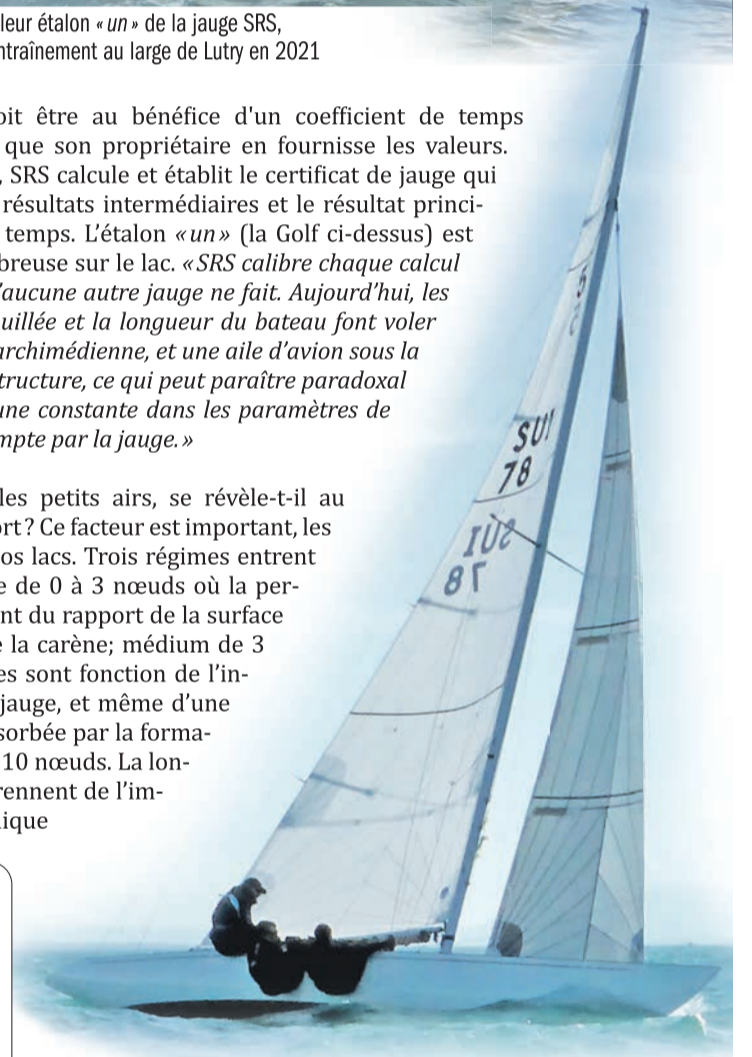 leur étalon « un » de la jauge SRS,
ntraînement au large de Lutry en 2021
oit être au bénéfice d'un coefficient de temps
que son propriétaire en fournisse les valeurs.
, SRS calcule et établit le certificat de jauge qui
résultats intermédiaires et le résultat princi-
temps. L’étalon «un» (la Golf ci-dessus) est
breuse sur le lac. «SRS calibre chaque calcul
’aucune autre jauge ne fait. Aujourd’hui, les
uillée et la longueur du bateau font voler
archimédienne, et une aile d’avion sous la
tructure, ce qui peut paraître paradoxal
une constante dans les paramètres de
mpte par la jauge.»
les petits airs, se révèle-t-il au
ort? Ce facteur est important, les
os lacs. Trois régimes entrent
e de 0 à 3 nœuds où la per-
nt du rapport de la surface
e la carène; médium de 3
es sont fonction de l’in-
jauge, et même d’une
sorbée par la forma-
10 nœuds. La lon-
rennent de l’im-
ique
5
SUI
78
SUI
78